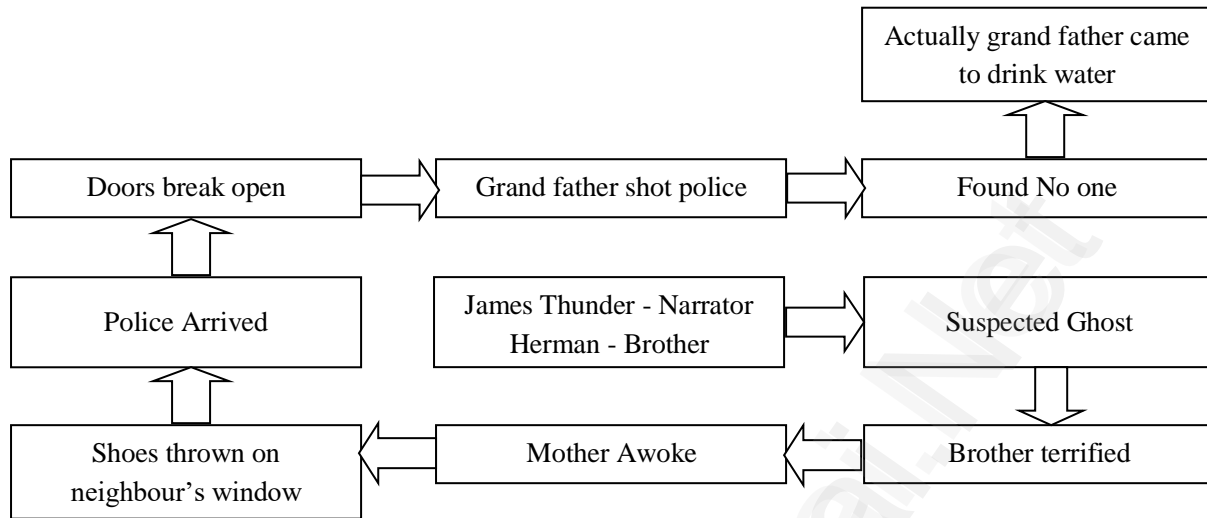 Actually grand father came
to drink water
Doors break open
Grand father shot police
Found No one
Police Arrived
James Thunder - Narrator
Herman - Brother
Suspected Ghost
Shoes thrown on
neighbour’s window
Mother Awoke
Brother terrified